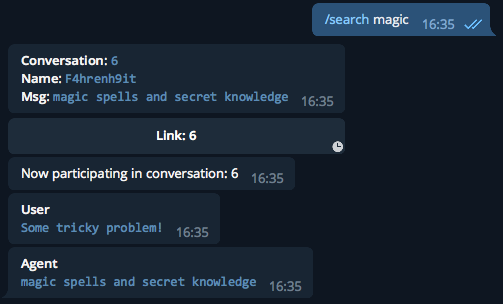 /search magic 16:35
Conversation: 6
Name: F4hrenh9it
Msg: magic spells and secret knowledge 16:35
Link: 6
Now participating in conversation: 6 16:35
User
Some tricky problem! 16:35
Agent
magic spells and secret knowledge 16:35